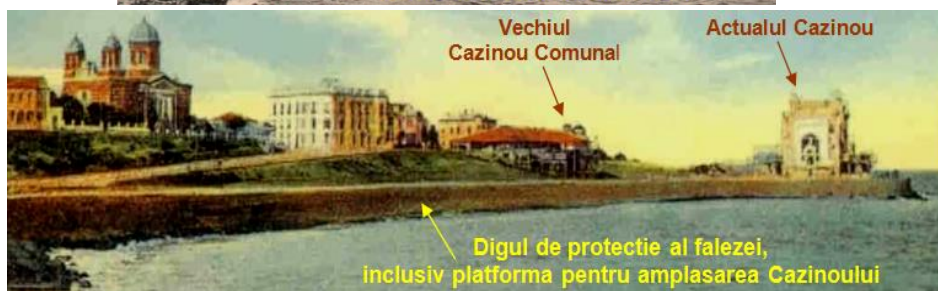 Vechiul
Cazinou Comunal
Actualul Cazinou
Digul de protectie al falezei,
inclusiv platforma pentru amplasarea Cazinoului